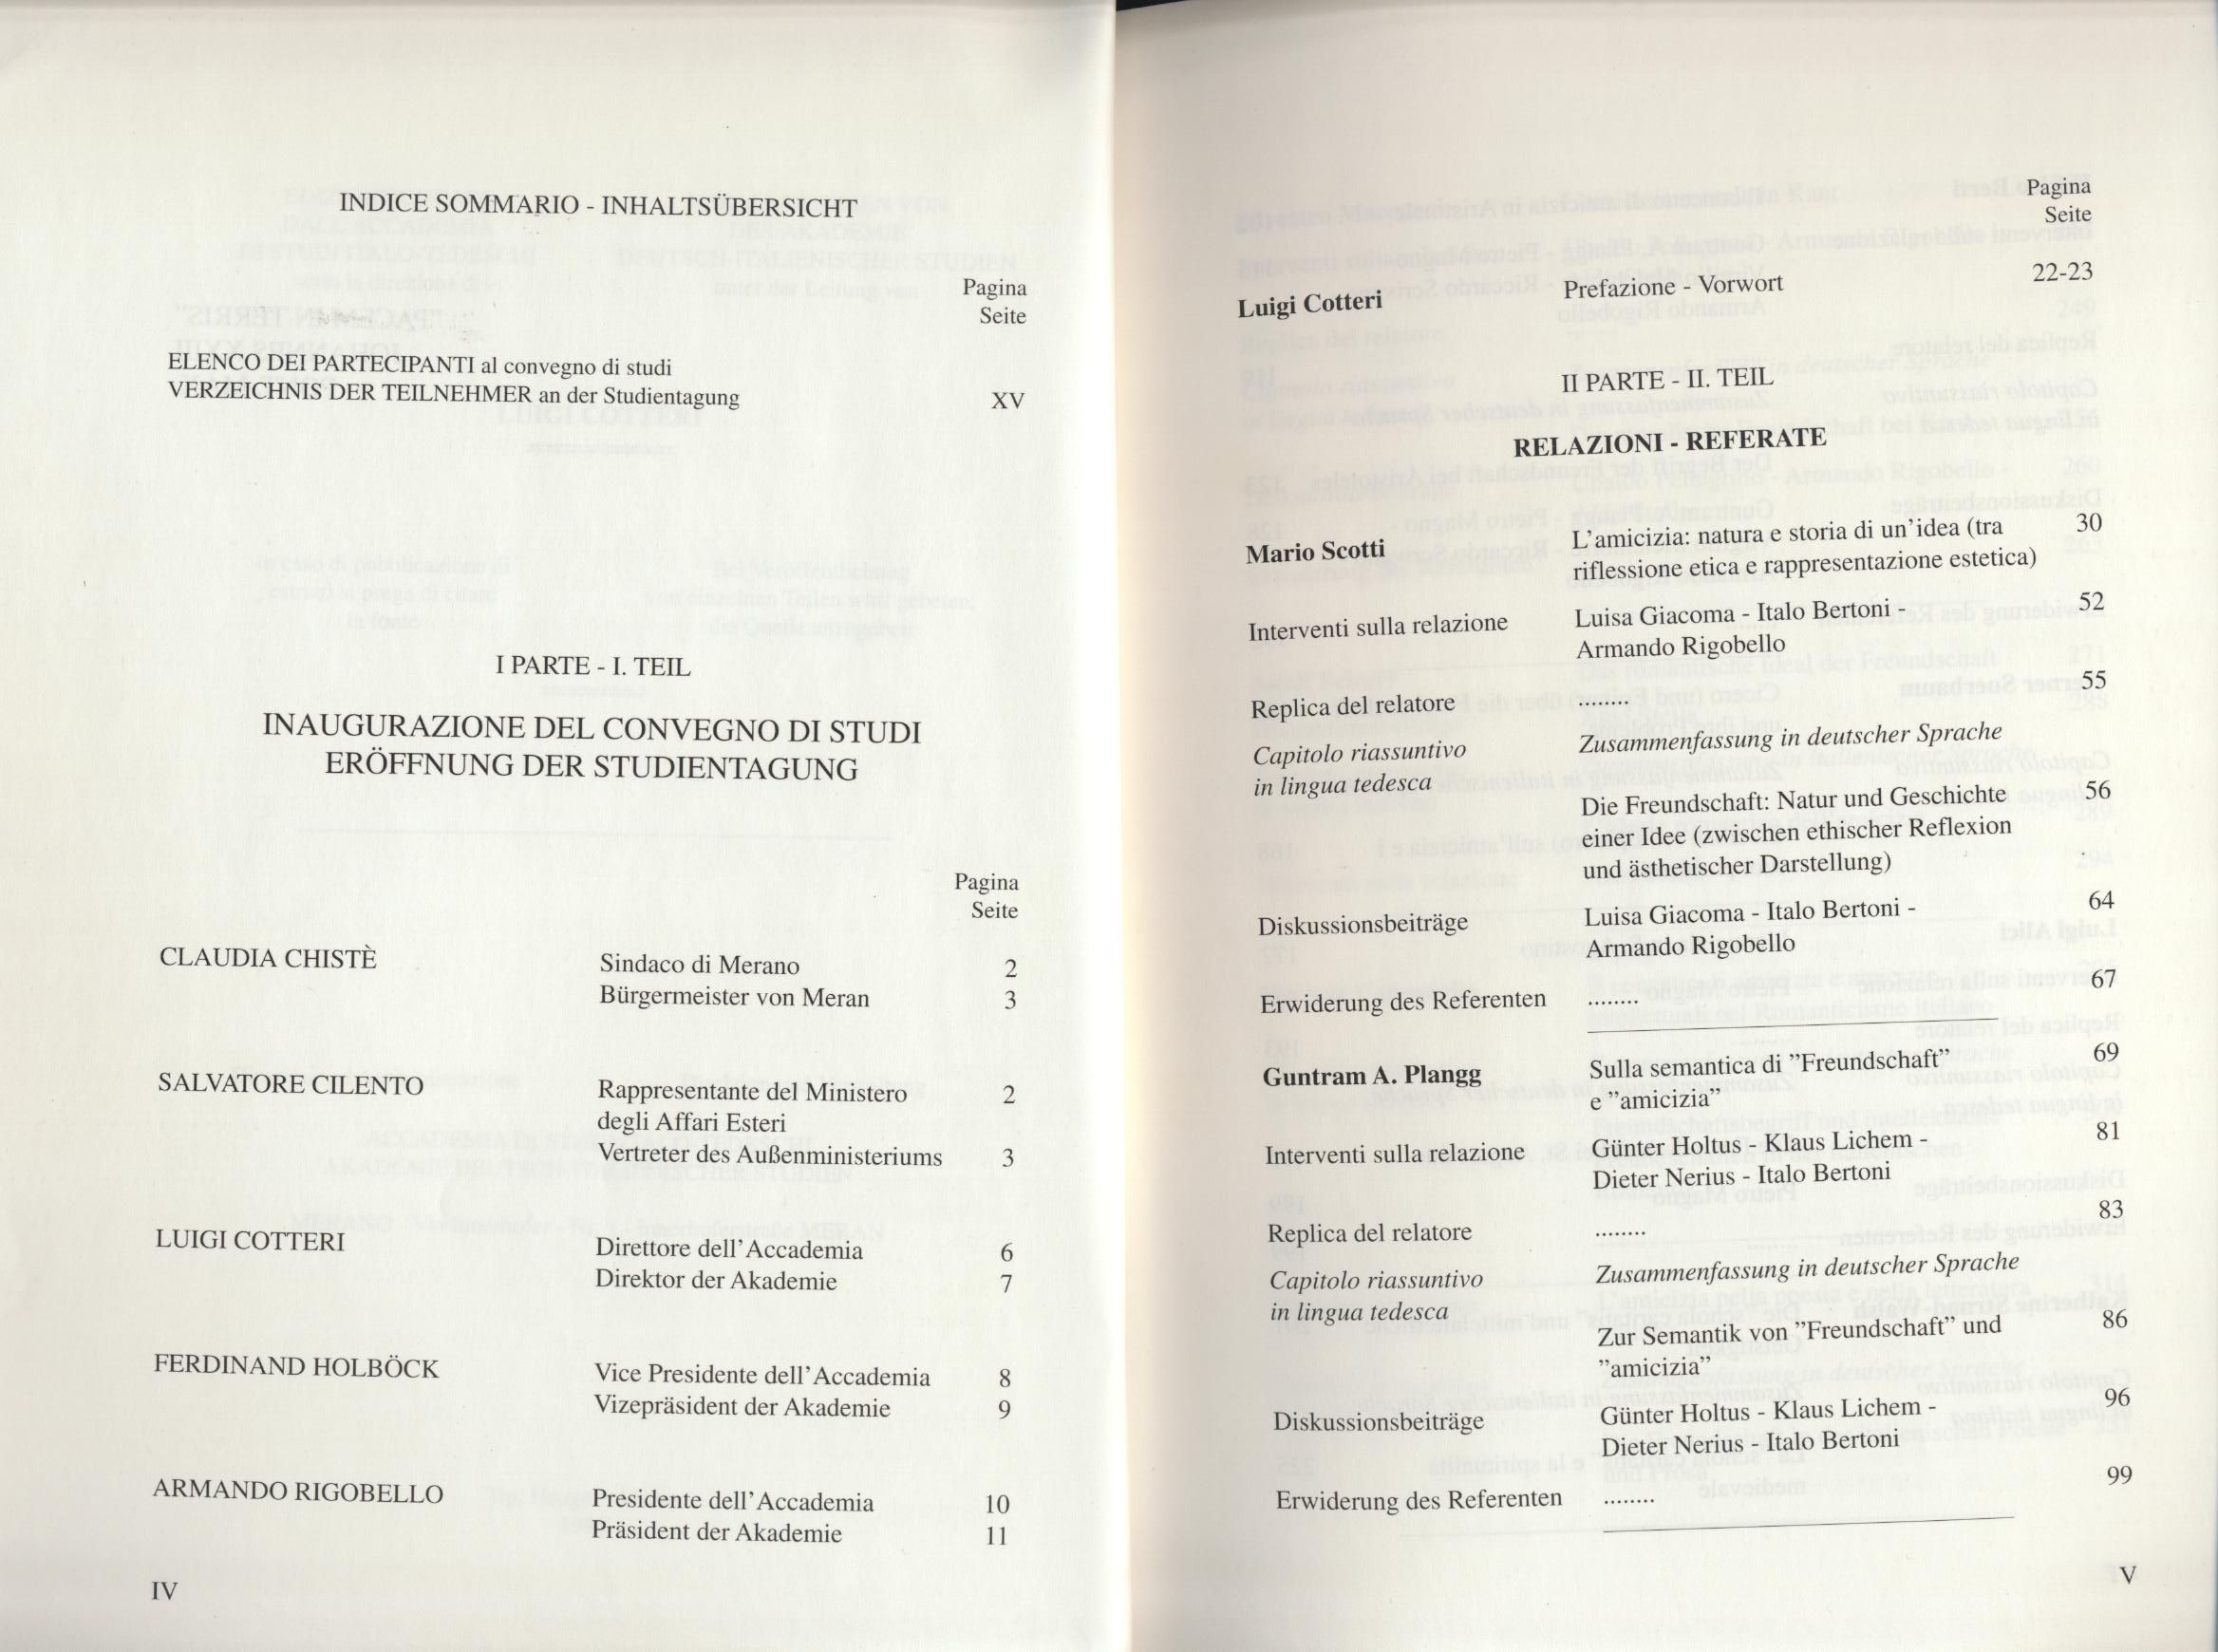 INDICE SOMMARIO - INHALTSÜBERSICHT
Pagina
Seite
ELENCO DEI PARTECIPANTI al convegno di studi
VERZEICHNIS DER TEILNEHMER an der Studientagung XV
I PARTE - I. TEIL
INAUGURAZIONE DEL CONVEGNO DI STUDI
ERÖFFNUNG DER STUDIENTAGUNG
Pagina
Seite
CLAUDIA CHISTÈ Sindaco di Merano 2
Bürgermeister von Meran 3
SALVATORE CILENTO Rappresentante del Ministero 2
degli Affari Esteri
Vertreter des Außenministeriums 3
LUIGI COTTERI Direttore dell'Accademia 6
Direktor der Akademie 7
FERDINAND HOLBÖCK Vice Presidente dell'Accademia 8
Vizepräsident der Akademie 9
ARMANDO RIGOBELLO Presidente dell'Accademia 10
Präsident der Akademie 11
IV
Pagina
Seite
Luigi Cotteri Prefazione - Vorwort 22-23
II PARTE - II. TEIL
RELAZIONI - REFERATE
Mario Scotti L'amicizia: natura e storia di un'idea (tra 30
riflessione etica e rappresentazione estetica)
Interventi sulla relazione Luisa Giacoma - Italo Bertoni - 52
Armando Rigobello
Replica del relatore ........ 55
Capitolo riassuntivo Zusammenfassung in deutscher Sprache
in lingua tedesca
Die Freundschaft: Natur und Geschichte 56
einer Idee (zwischen ethischer Reflexion
und ästhetischer Darstellung)
Diskussionsbeiträge Luisa Giacoma - Italo Bertoni - 64
Armando Rigobello
Erwiderung des Referenten ........ 67
Guntram A. Plangg Sulla semantica di ”Freundschaft” 69
e ”amicizia”
Interventi sulla relazione Günter Holtus - Klaus Lichem - 81
Dieter Nerius - Italo Bertoni
Replica del relatore ........ 83
Capitolo riassuntivo Zusammenfassung in deutscher Sprache
in lingua tedesca
Zur Semantik von ”Freundschaft” und 86
”amicizia”
Diskussionsbeiträge Günter Holtus - Klaus Lichem - 96
Dieter Nerius - Italo Bertoni
Erwiderung des Referenten ........ 99
V